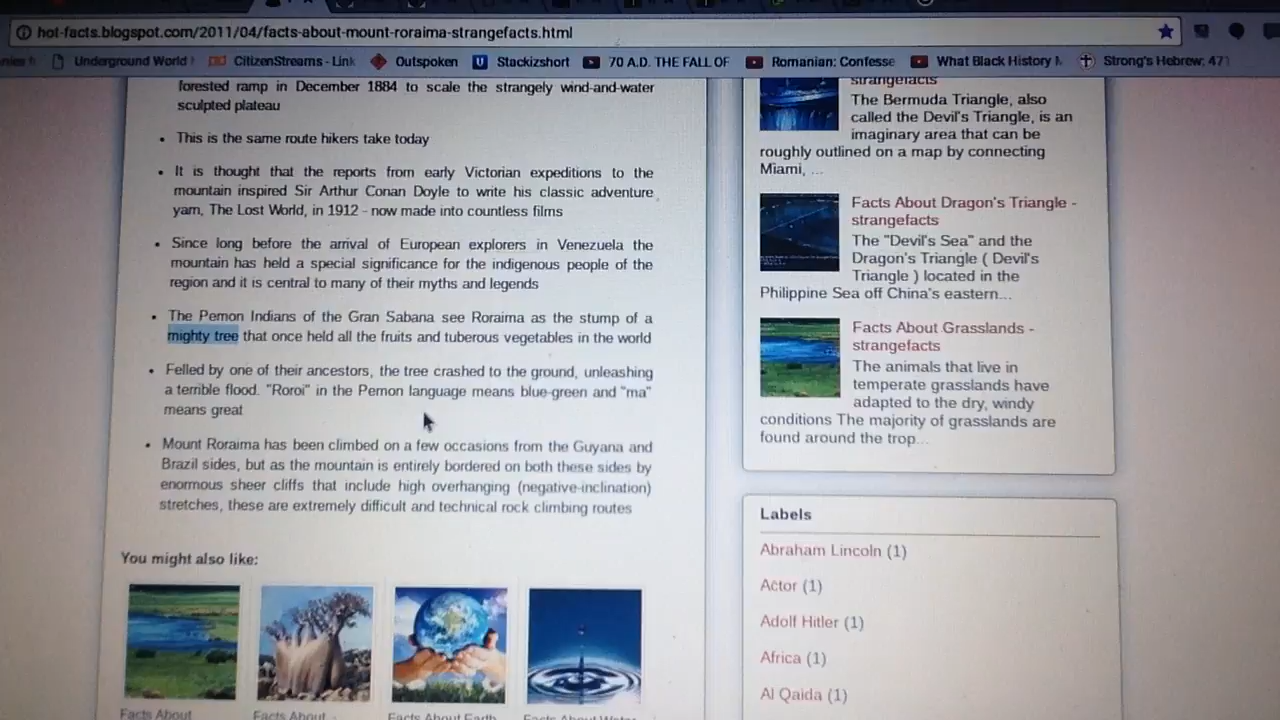 hot-facts.blogspot.com/2011/04/facts-about-mount-roraima-strangefacts.html
Underground World
CitizenStreams - Link
Outspoken
Stackizshort
70 A.D. THE FALL OF
Romanian: Confesse
What Black History
Strong's Hebrew: 471
forested ramp in December 1884 to scale the strangely wind-and-water
sculpted plateau
• This is the same route hikers take today
• It is thought that the reports from early Victorian expeditions to the
mountain inspired Sir Arthur Conan Doyle to write his classic adventure
yarn, The Lost World, in 1912 - now made into countless films
• Since long before the arrival of European explorers in Venezuela the
mountain has held a special significance for the indigenous people of the
region and it is central to many of their myths and legends
• The Pemon Indians of the Gran Sabana see Roraima as the stump of a
mighty tree that once held all the fruits and tuberous vegetables in the world
• Felled by one of their ancestors, the tree crashed to the ground, unleashing
a terrible flood. "Roroi" in the Pemon language means blue-green and "ma"
means great
• Mount Roraima has been climbed on a few occasions from the Guyana and
Brazil sides, but as the mountain is entirely bordered on both these sides by
enormous sheer cliffs that include high overhanging (negative-inclination)
stretches, these are extremely difficult and technical rock climbing routes
You might also like:
Facts About
Facts About -
Facts About Earth
Facts About Water
strangefacts
The Bermuda Triangle, also
called the Devil's Triangle, is an
imaginary area that can be
roughly outlined on a map by connecting
Miami, ...
Facts About Dragon's Triangle -
strangefacts
The "Devil's Sea" and the
Dragon's Triangle ( Devil's
Triangle ) located in the
Philippine Sea off China's eastern...
Facts About Grasslands -
strangefacts
The animals that live in
temperate grasslands have
adapted to the dry, windy
conditions The majority of grasslands are
found around the trop...
Labels
Abraham Lincoln (1)
Actor (1)
Adolf Hitler (1)
Africa (1)
Al Qaida (1)